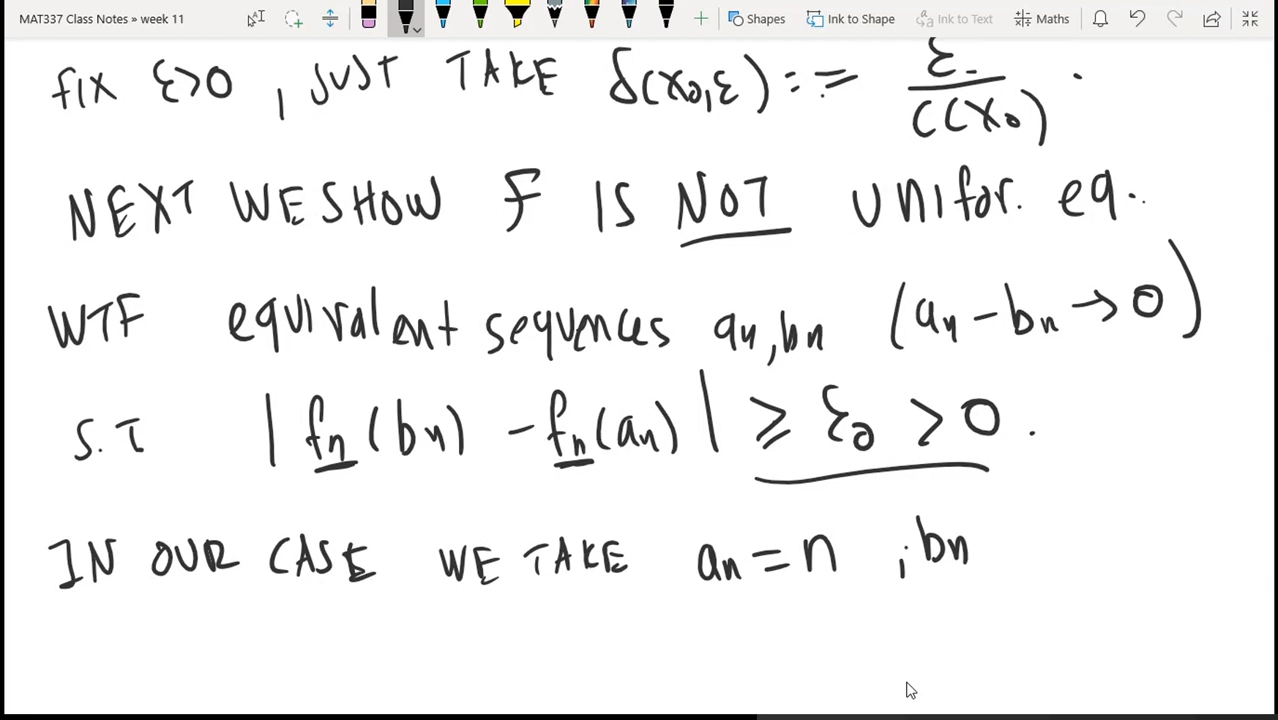 MAT337 Class Notes » week 11
Shapes Ink to Shape Ink to Text Maths
fix ε>0 , JUST TAKE δ(x₀,ε) := ε / C(x₀) .
NEXT WE SHOW F IS NOT unifor. eq.
WTF equivalent sequences an,bn (an - bn → 0)
S.T | fn(bn) - fn(an) | ≥ ε₀ > 0 .
IN OUR CASE WE TAKE an = n , bn